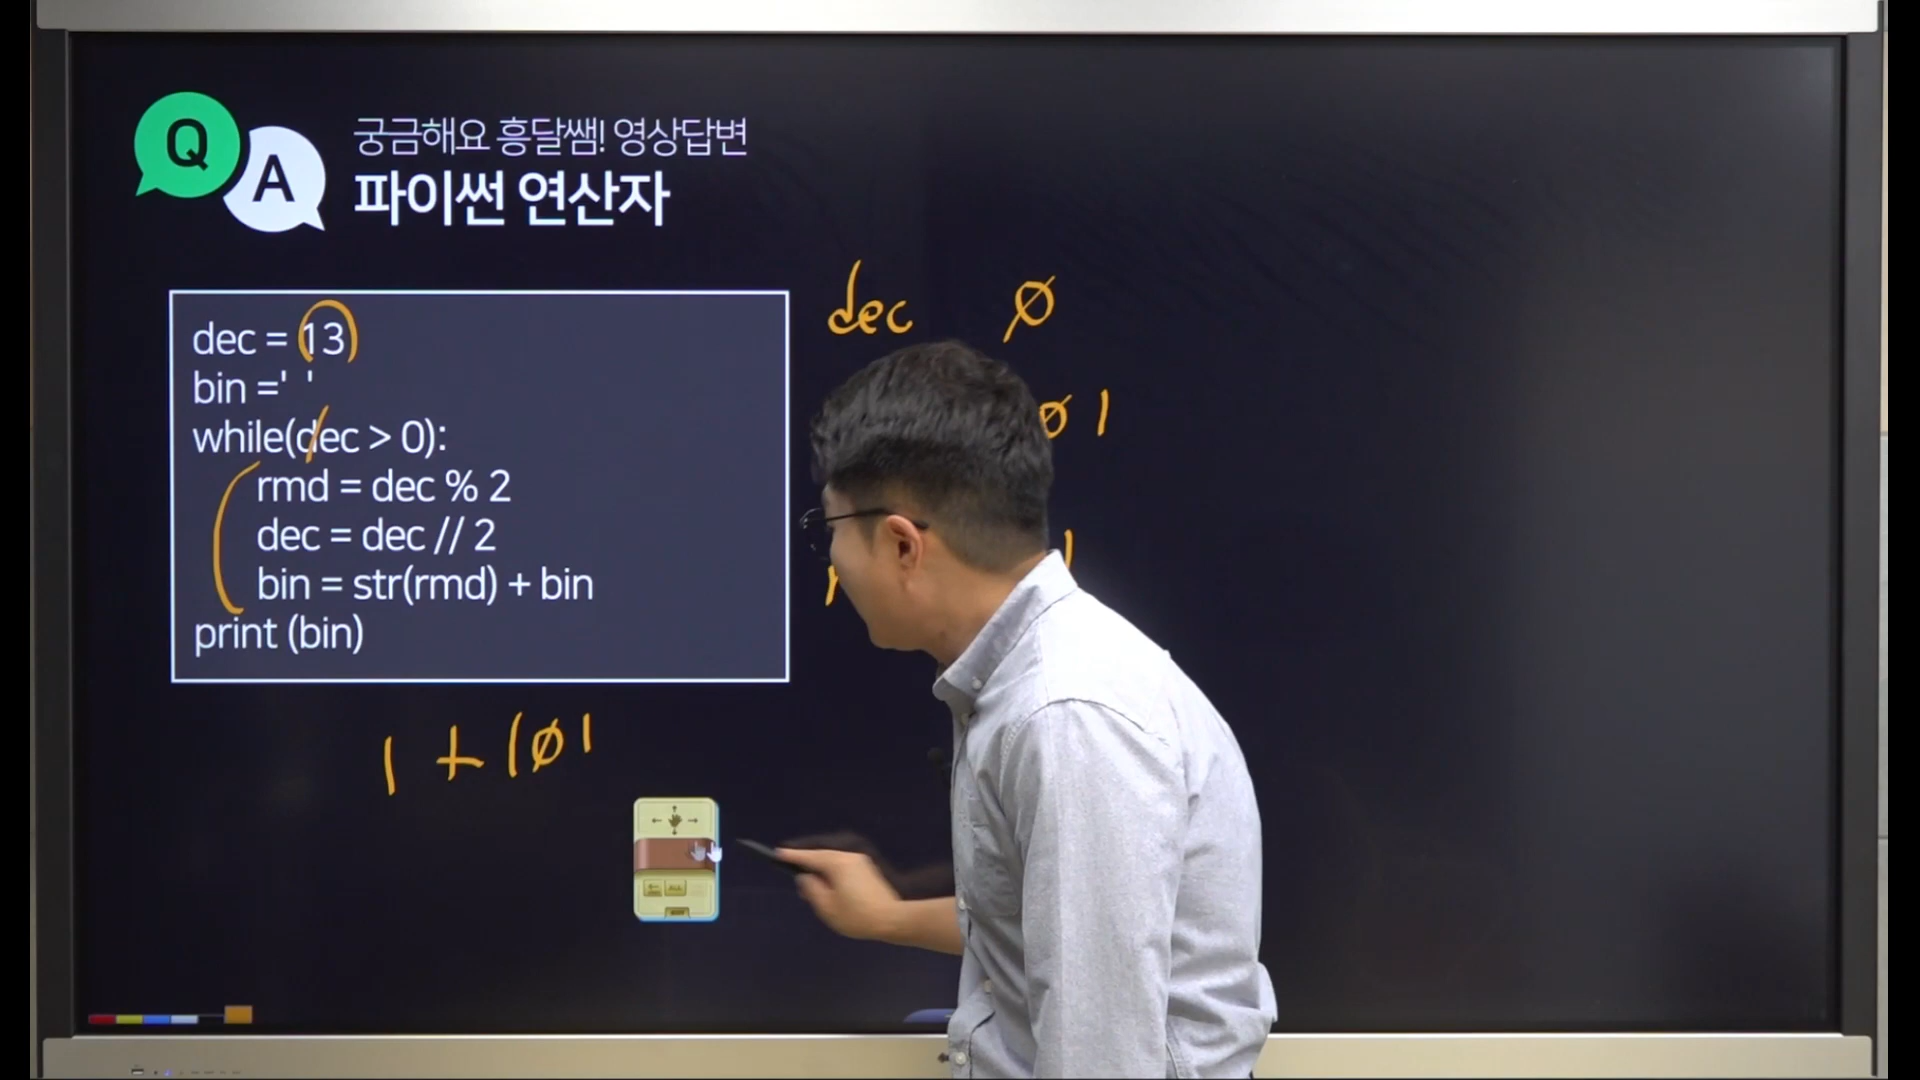 Q
A
궁금해요 흥달쌤! 영상답변
파이썬 연산자
dec = 13
bin =' '
while(dec > 0):
rmd = dec % 2
dec = dec // 2
bin = str(rmd) + bin
print (bin)
dec 0
01
1 + 101